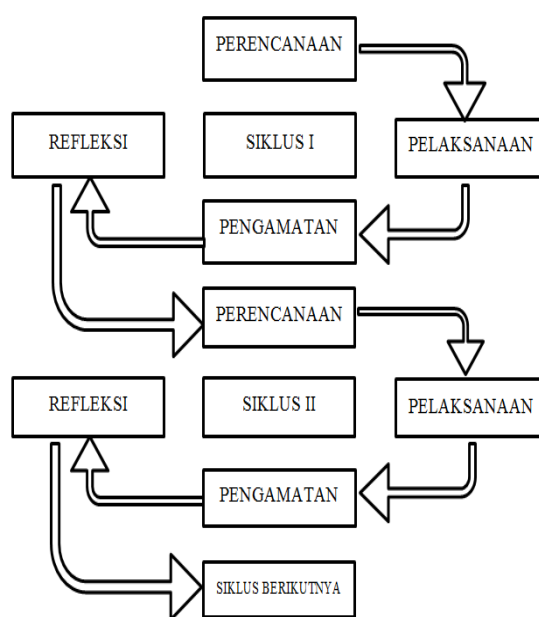 PERENCANAAN
REFLEKSI
SIKLUS I
PELAKSANAAN
PENGAMATAN
PERENCANAAN
REFLEKSI
SIKLUS II
PELAKSANAAN
PENGAMATAN
SIKLUS BERIKUTNYA